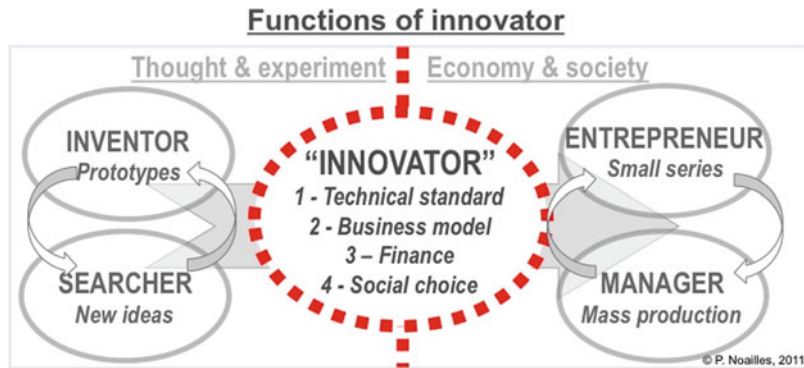 Functions of innovator
Thought & experiment
Economy & society
INVENTOR
Prototypes
SEARCHER
New ideas
“INNOVATOR”
1 - Technical standard
2 - Business model
3 – Finance
4 - Social choice
ENTREPRENEUR
Small series
MANAGER
Mass production
© P. Noailles, 2011